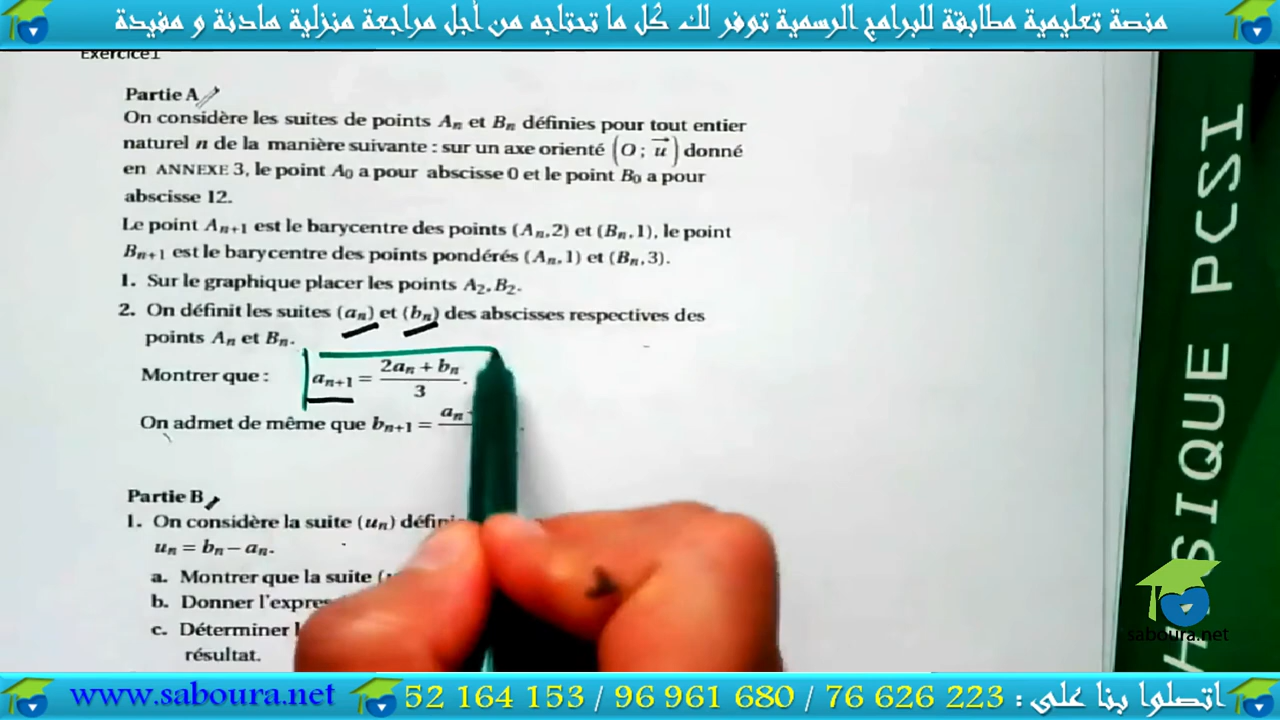 منصة تعليمية مطابقة للبرامج الرسمية توفر لك كل ما تحتاجه من أجل مراجعة منزلية هادئة و مفيدة
Exercice1
Partie A
On considère les suites de points Aₙ et Bₙ définies pour tout entier
naturel n de la manière suivante : sur un axe orienté (O ; u⃗) donné
en ANNEXE 3, le point A₀ a pour abscisse 0 et le point B₀ a pour
abscisse 12.
Le point Aₙ₊₁ est le barycentre des points (Aₙ,2) et (Bₙ,1), le point
Bₙ₊₁ est le barycentre des points pondérés (Aₙ,1) et (Bₙ,3).
1. Sur le graphique placer les points A₂,B₂.
2. On définit les suites (aₙ) et (bₙ) des abscisses respectives des
points Aₙ et Bₙ.
Montrer que : aₙ₊₁ = (2aₙ + bₙ)/3.
On admet de même que bₙ₊₁ = aₙ
Partie B
1. On considère la suite (uₙ)
uₙ = bₙ − aₙ.
a. Montrer que la suite
b. Donner
c. Déterminer
résultat.
PHYSIQUE PCSI
saboura.net
www.saboura.net
اتصلوا بنا على : 52 164 153 / 96 961 680 / 76 626 223